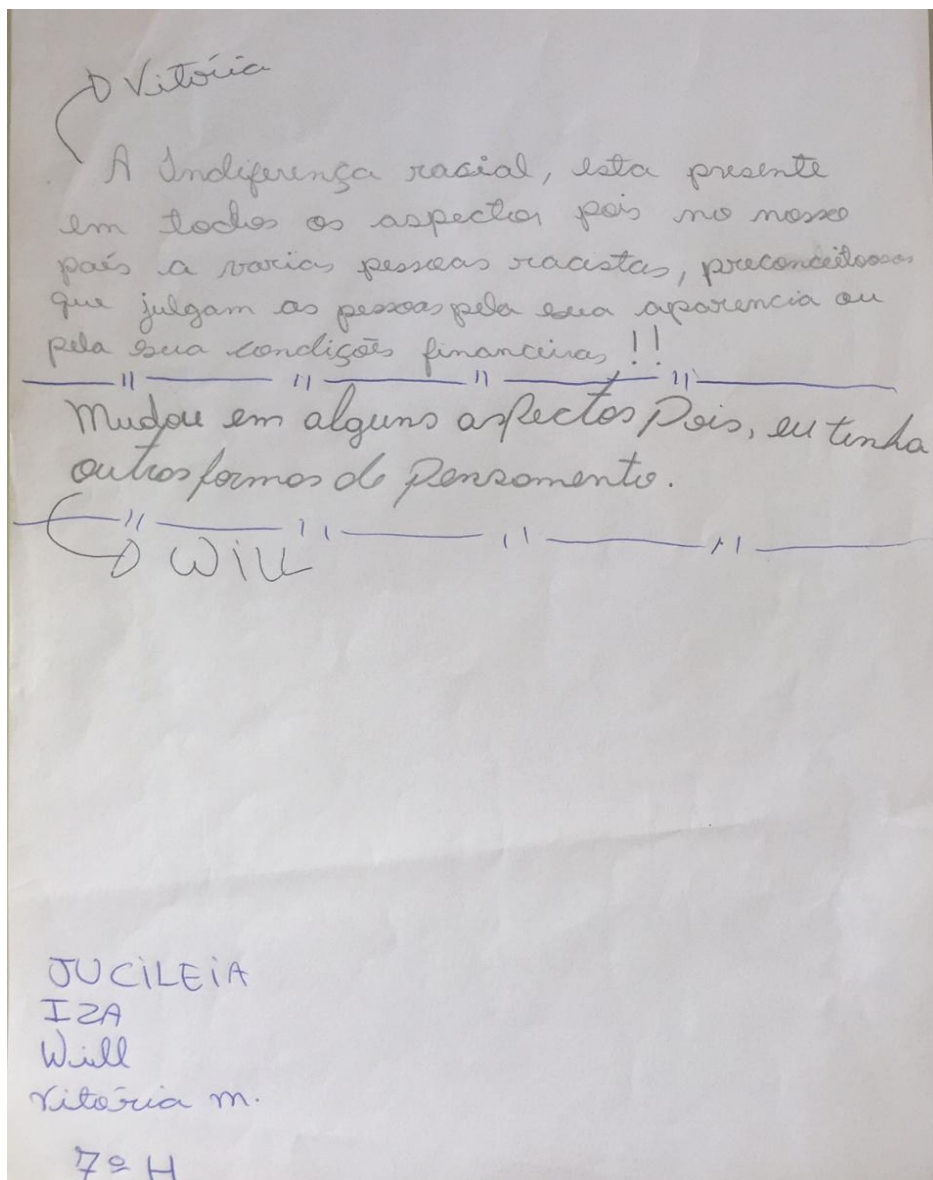 Vitória
A Indiferença racial, esta presente
em todos os aspectos pois no nosso
país a varias pessoas racistas, preconceituosas
que julgam as pessoas pela sua aparencia ou
pela sua condições financeiras!!
Mudou em alguns aspectos Pois, eu tinha
outras formas de Pensamento.
Will
JUCILEIA
IZA
Will
Vitória m.
7º H